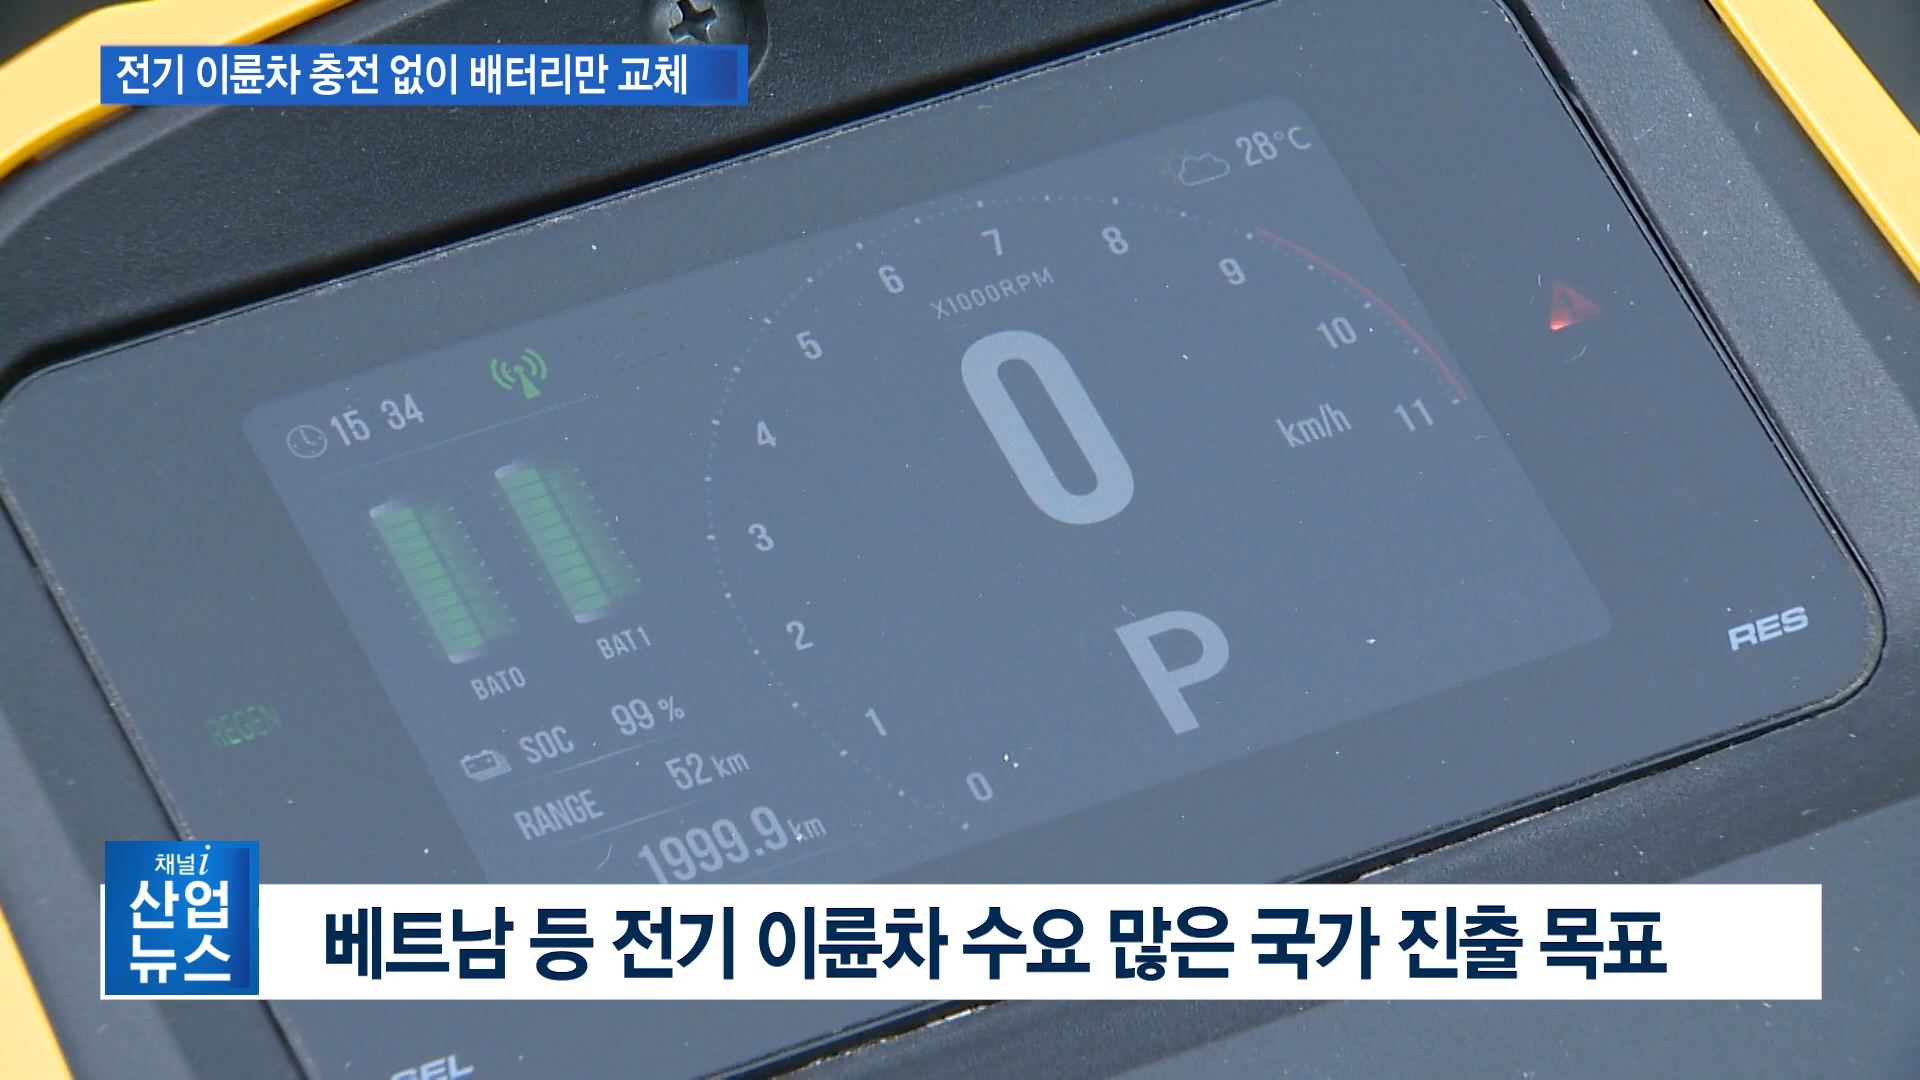 전기 이륜차 충전 없이 배터리만 교체
28°C
15 34
7
6
8
9
X1000RPM
5
10
0
km/h
11
4
3
2
1
0
P
BAT0
BAT1
REGEN
SOC 99 %
RANGE 52 km
1999.9 km
RES
SEL
채널i
산업
뉴스
베트남 등 전기 이륜차 수요 많은 국가 진출 목표